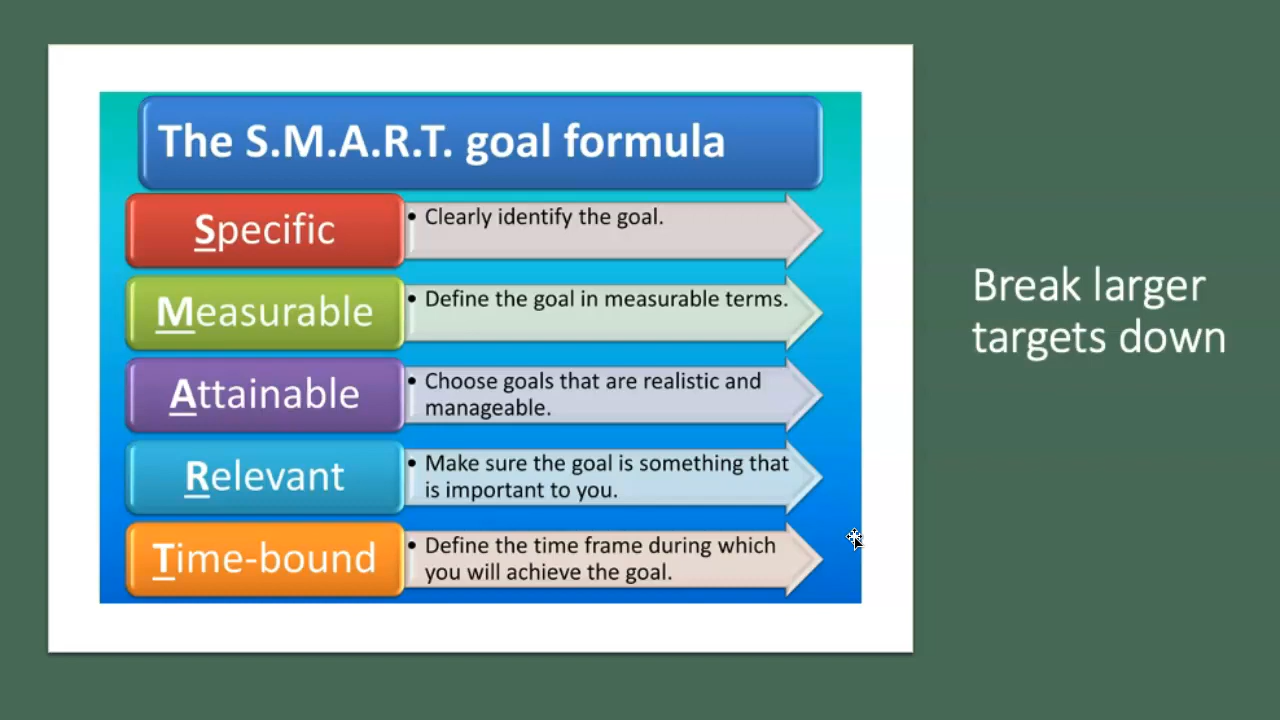 The S.M.A.R.T. goal formula
Specific
• Clearly identify the goal.
Measurable
• Define the goal in measurable terms.
Attainable
• Choose goals that are realistic and
manageable.
Relevant
• Make sure the goal is something that
is important to you.
Time-bound
• Define the time frame during which
you will achieve the goal.
Break larger
targets down